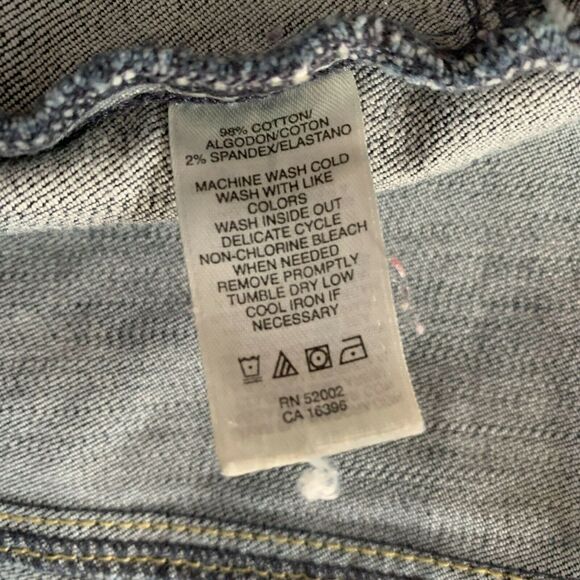 98% COTTON/
ALGODON/COTON
2% SPANDEX/ELASTANO
MACHINE WASH COLD
WASH WITH LIKE
COLORS
WASH INSIDE OUT
DELICATE CYCLE
NON-CHLORINE BLEACH
WHEN NEEDED
REMOVE PROMPTLY
TUMBLE DRY LOW
COOL IRON IF
NECESSARY
RN 52002
CA 16396